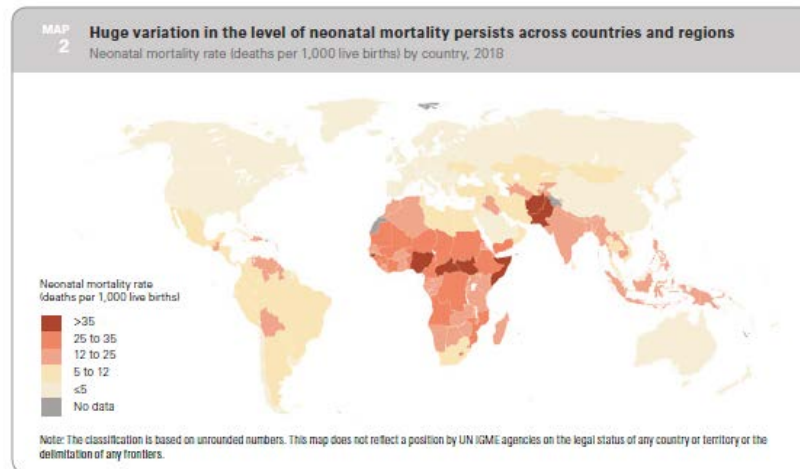 MAP
2
Huge variation in the level of neonatal mortality persists across countries and regions
Neonatal mortality rate (deaths per 1,000 live births) by country, 2018
Neonatal mortality rate
(deaths per 1,000 live births)
>35
25 to 35
12 to 25
5 to 12
≤5
No data
Note: The classification is based on unrounded numbers. This map does not reflect a position by UN IGME agencies on the legal status of any country or territory or the
delimitation of any frontiers.